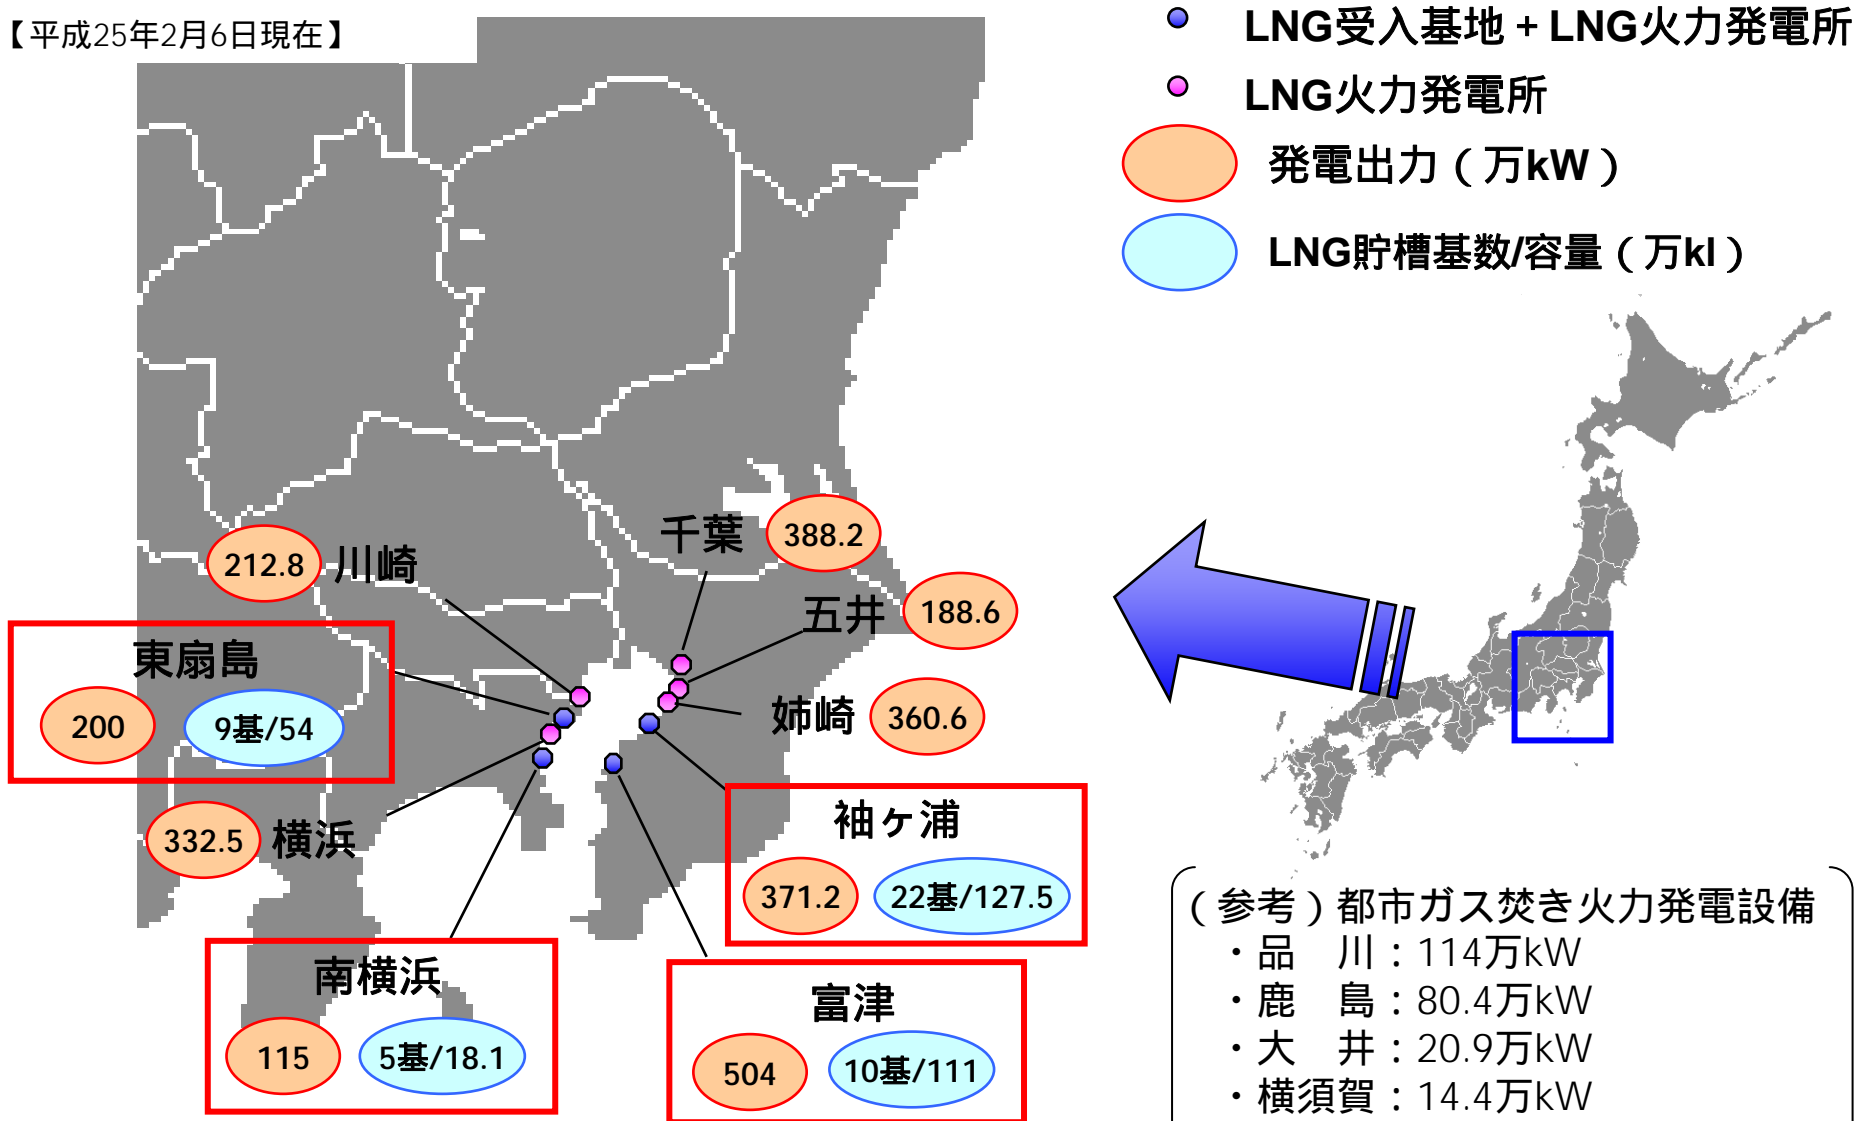 【平成25年2月6日現在】
LNG受入基地+LNG火力発電所
LNG火力発電所
発電出力(万kW)
LNG貯槽基数/容量(万kl)
千葉
388.2
212.8
川崎
五井
188.6
東扇島
200
9基/54
姉崎
360.6
332.5
横浜
袖ヶ浦
371.2
22基/127.5
南横浜
115
5基/18.1
富津
504
10基/111
(参考)都市ガス焚き火力発電設備
・品　川:114万kW
・鹿　島:80.4万kW
・大　井:20.9万kW
・横須賀:14.4万kW